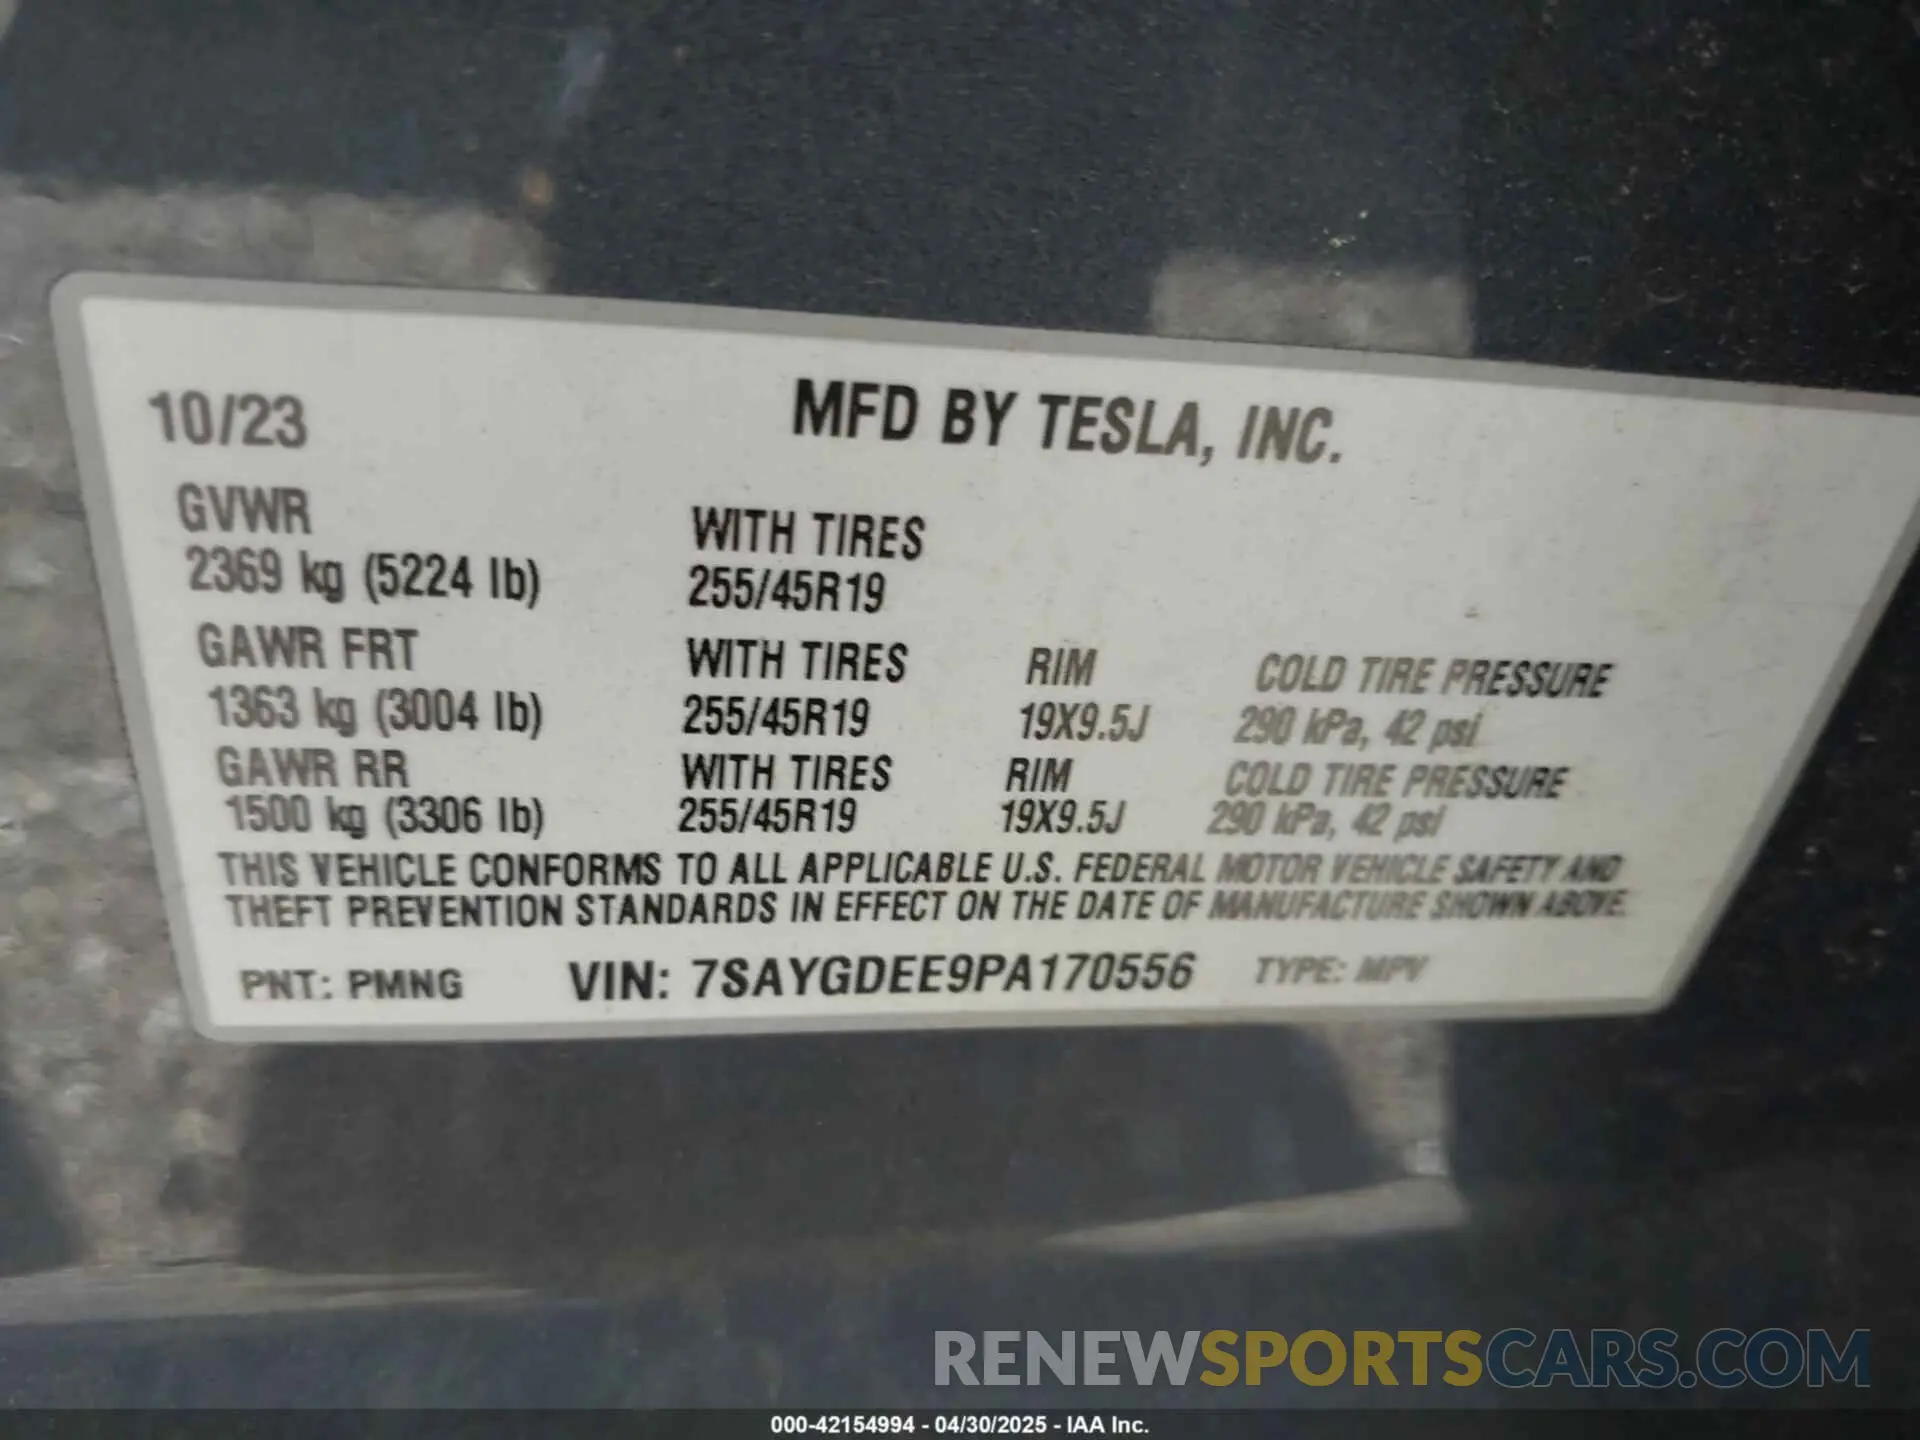 10/23 MFD BY TESLA, INC.
GVWR WITH TIRES
2369 kg (5224 lb) 255/45R19
GAWR FRT WITH TIRES RIM COLD TIRE PRESSURE
1363 kg (3004 lb) 255/45R19 19X9.5J 290 kPa, 42 psi
GAWR RR WITH TIRES RIM COLD TIRE PRESSURE
1500 kg (3306 lb) 255/45R19 19X9.5J 290 kPa, 42 psi
THIS VEHICLE CONFORMS TO ALL APPLICABLE U.S. FEDERAL MOTOR VEHICLE SAFETY AND
THEFT PREVENTION STANDARDS IN EFFECT ON THE DATE OF MANUFACTURE SHOWN ABOVE.
PNT: PMNG VIN: 7SAYGDEE9PA170556 TYPE: MPV
RENEWSPORTSCARS.COM
000-42154994 - 04/30/2025 - IAA Inc.